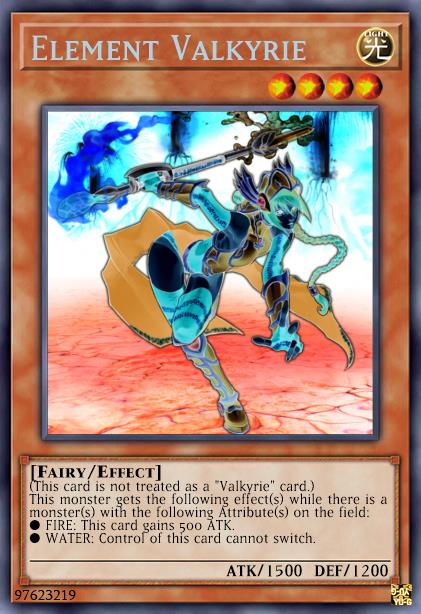 ELEMENT VALKYRIE
LIGHT
光
[FAIRY/EFFECT]
(This card is not treated as a "Valkyrie" card.)
This monster gets the following effect(s) while there is a
monster(s) with the following Attribute(s) on the field:
● FIRE: This card gains 500 ATK.
● WATER: Control of this card cannot switch.
ATK/1500 DEF/1200
97623219